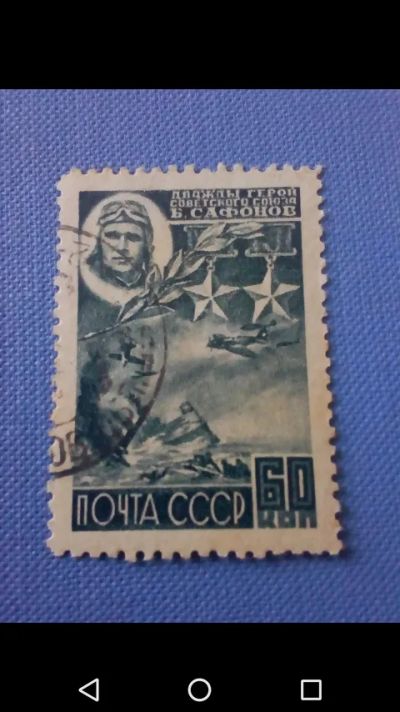 ДВАЖДЫ ГЕРОЙ
СОВЕТСКОГО СОЮЗА
Б. САФОНОВ
ПОЧТА СССР
60
КОП